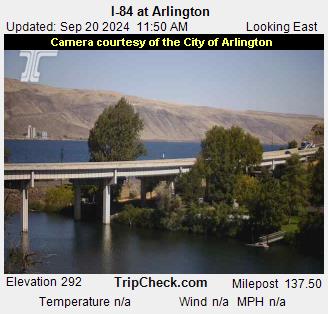 I-84 at Arlington
Updated: Sep 20 2024 11:50 AM Looking East
Camera courtesy of the City of Arlington
Elevation 292 TripCheck.com Milepost 137.50
Temperature n/a Wind n/a MPH n/a